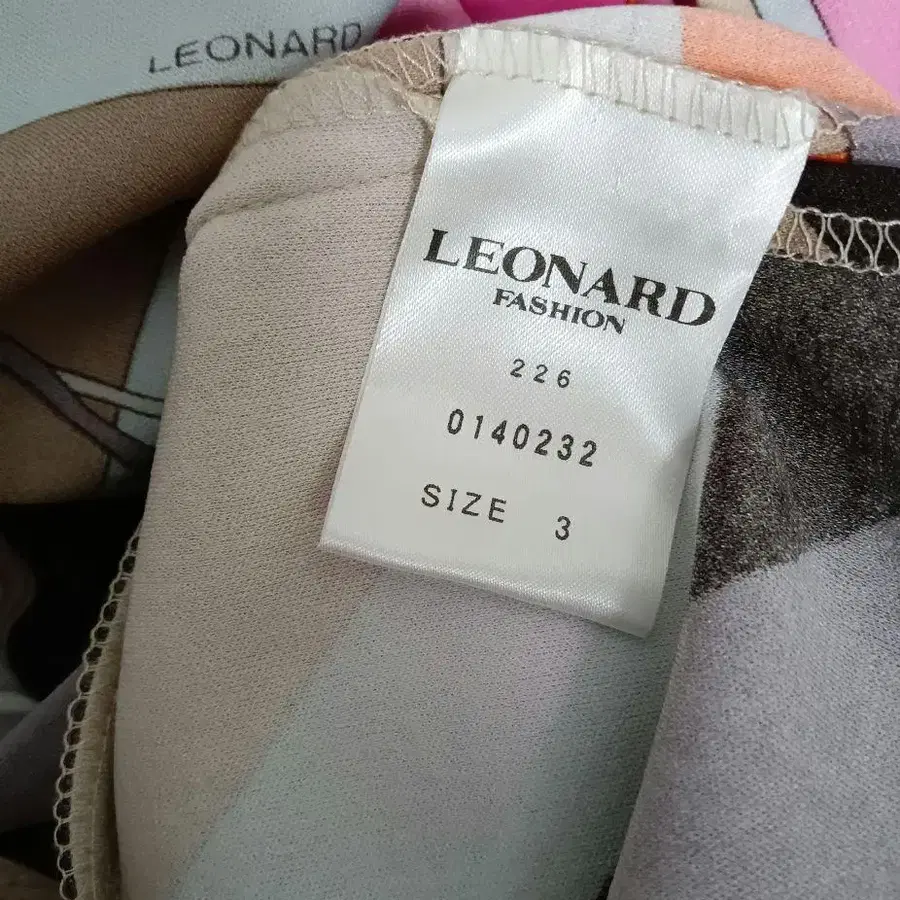 LEONARD
LEONARD
FASHION
226
0140232
SIZE 3